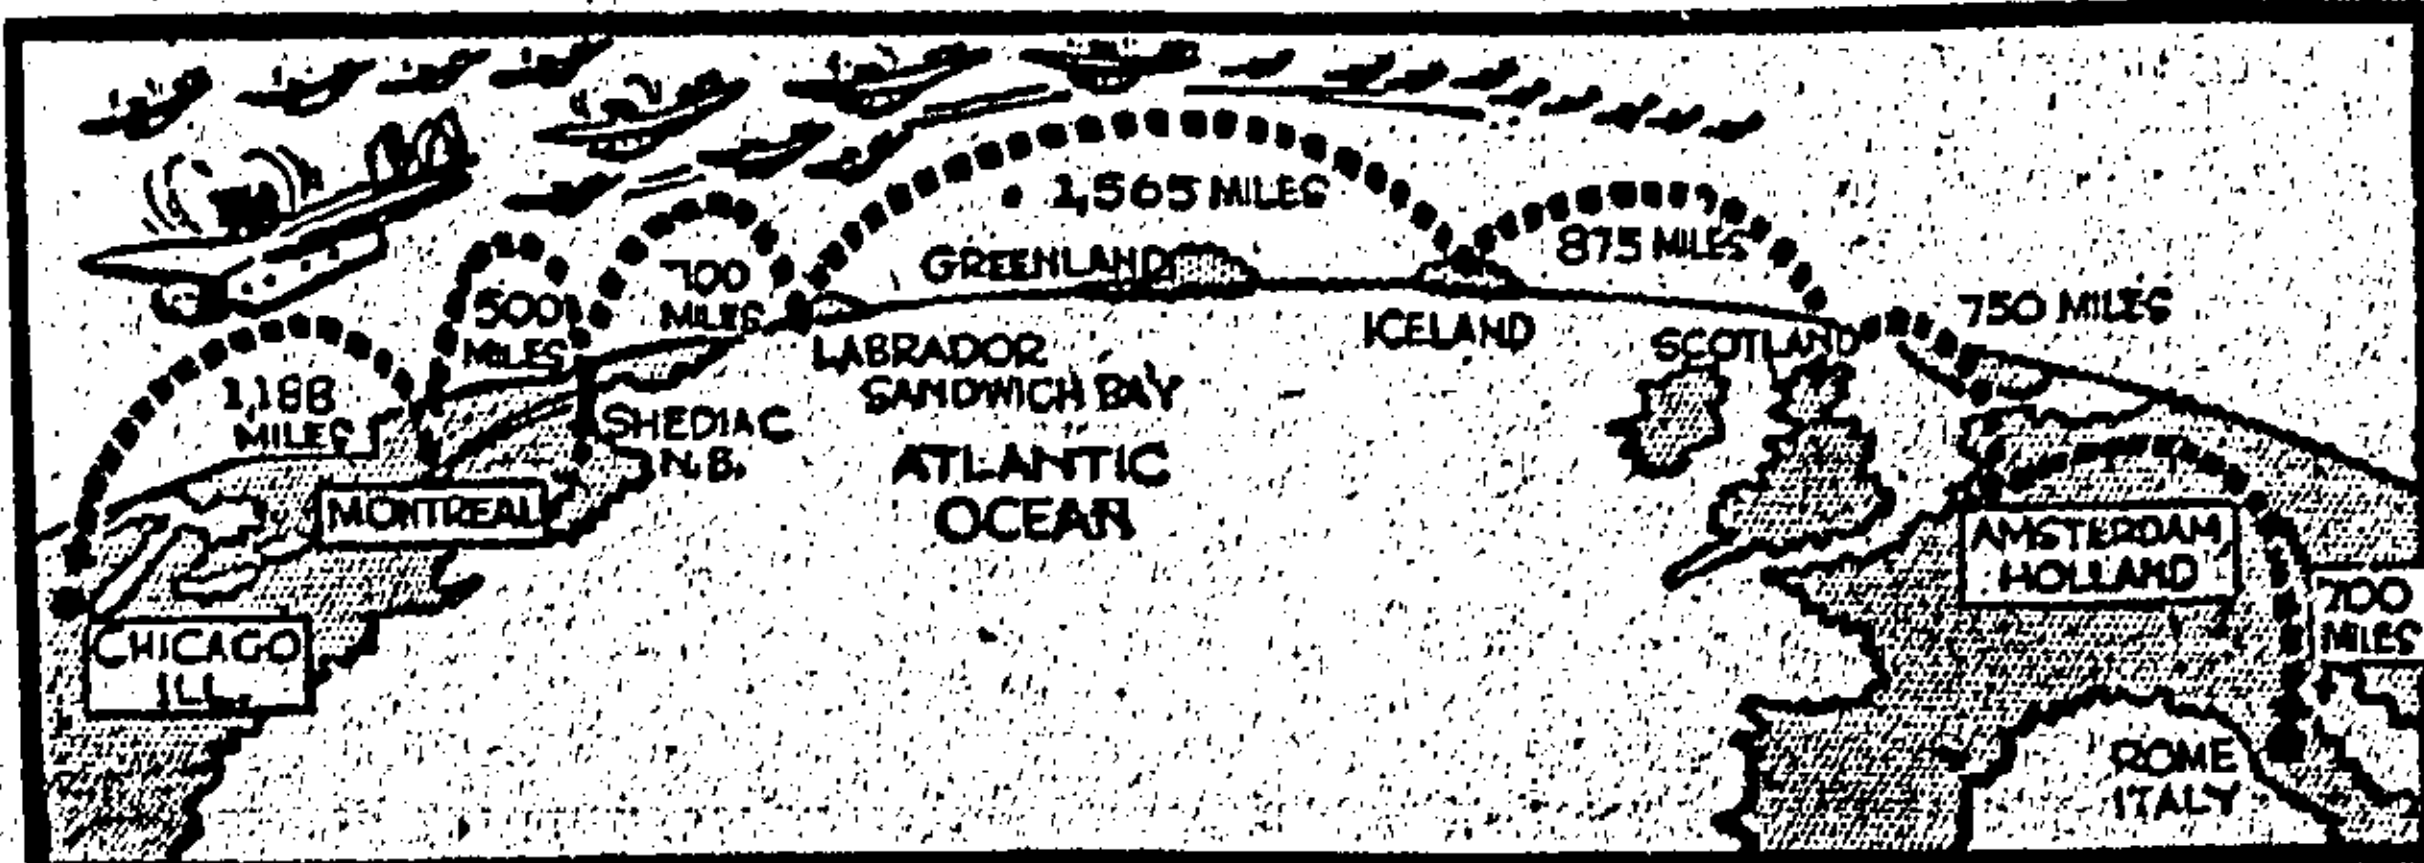 1,565 MILES
875 MILES
GREENLAND
700
MILES
500
MILES
750 MILES
ICELAND
SCOTLAND
LABRADOR
SANDWICH BAY
1,188
MILES
SHEDIAC
N.B.
ATLANTIC
OCEAN
MONTREAL
AMSTERDAM
HOLLAND
700
MILES
CHICAGO
ILL.
ROME
ITALY